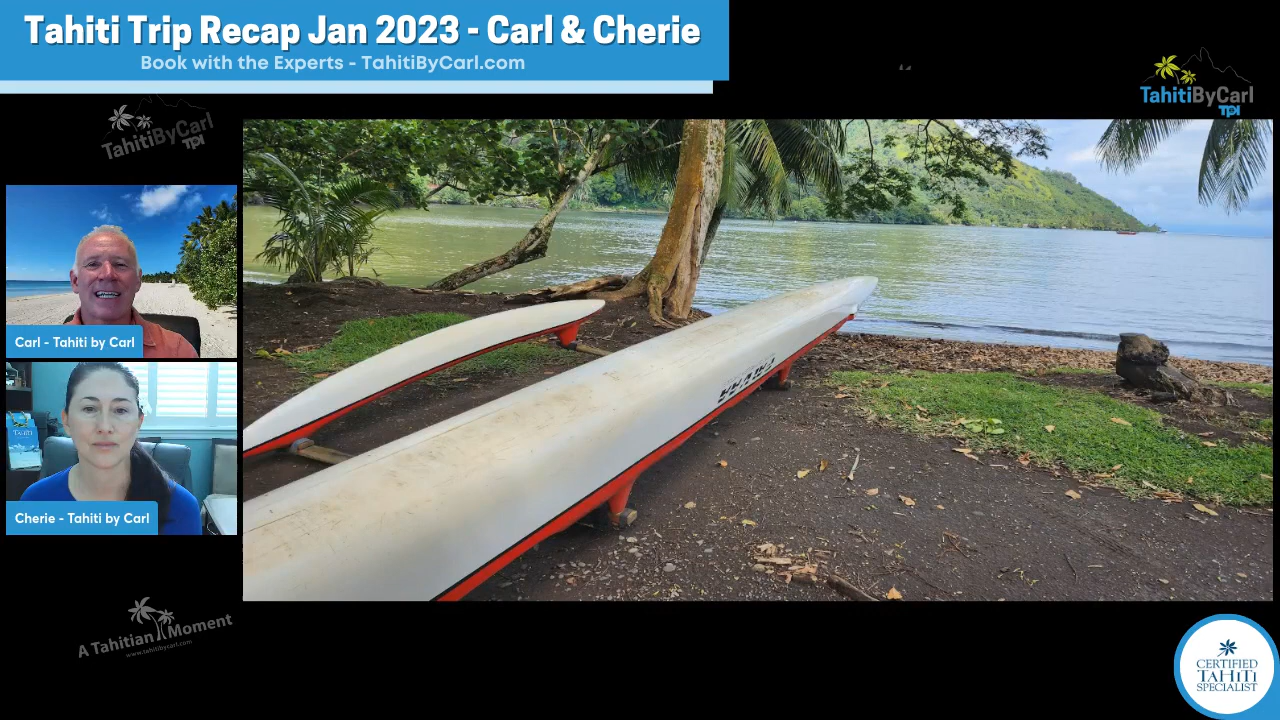 Tahiti Trip Recap Jan 2023 - Carl & Cherie
Book with the Experts - TahitiByCarl.com
TahitiByCarl
TPI
TahitiByCarl
TPI
Carl - Tahiti by Carl
Cherie - Tahiti by Carl
A Tahitian Moment
www.tahitibycarl.com
CERTIFIED
TAHITI
SPECIALIST